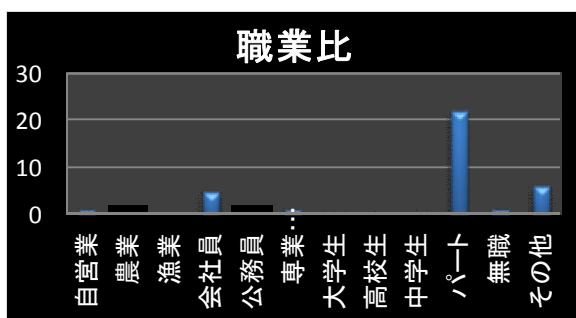 職業比
30
20
10
0
自営業
農業
漁業
会社員
公務員
専業…
大学生
高校生
中学生
パート
無職
その他